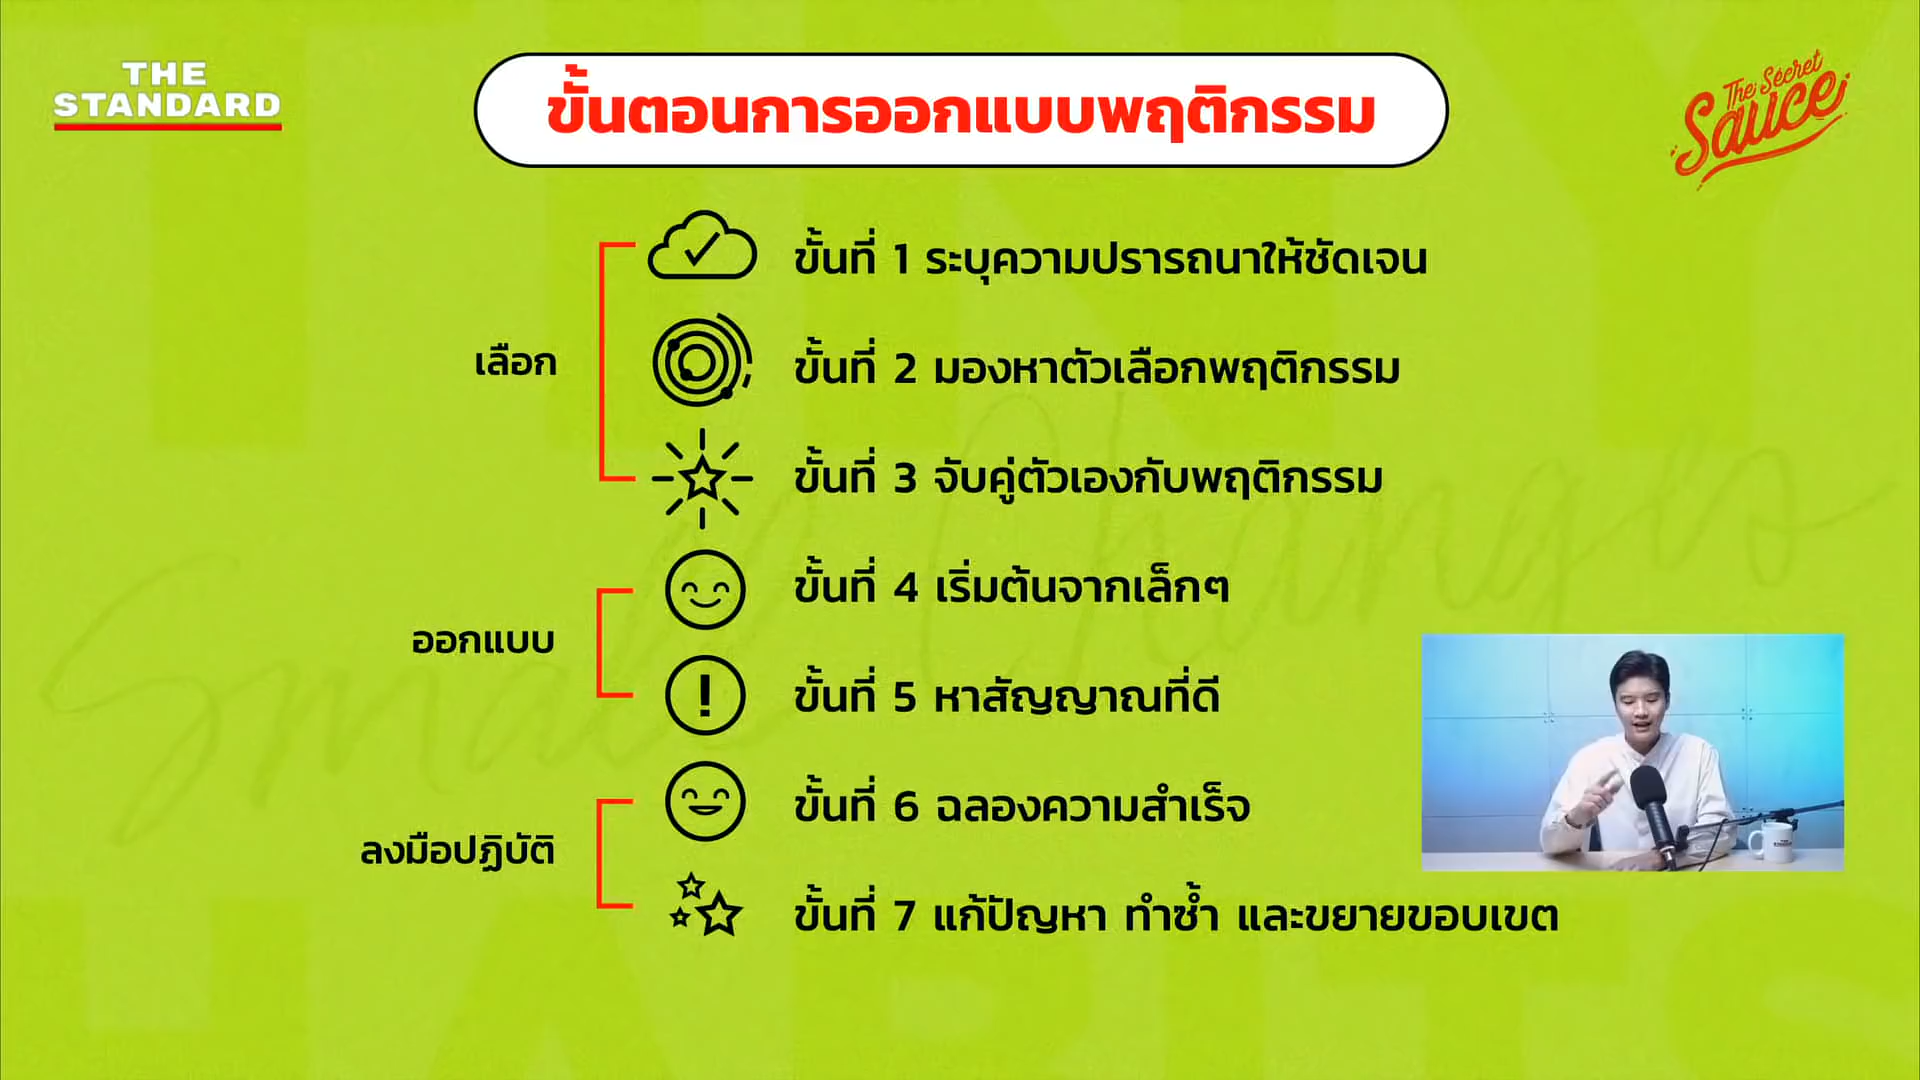 THE
STANDARD
ขั้นตอนการออกแบบพฤติกรรม
The Secret
Sauce
เลือก
ขั้นที่ 1 ระบุความปรารถนาให้ชัดเจน
ขั้นที่ 2 มองหาตัวเลือกพฤติกรรม
ขั้นที่ 3 จับคู่ตัวเองกับพฤติกรรม
ออกแบบ
ขั้นที่ 4 เริ่มต้นจากเล็กๆ
ขั้นที่ 5 หาสัญญาณที่ดี
ลงมือปฏิบัติ
ขั้นที่ 6 ฉลองความสำเร็จ
ขั้นที่ 7 แก้ปัญหา ทำซ้ำ และขยายขอบเขต
TINY
Small Changes
HABITS